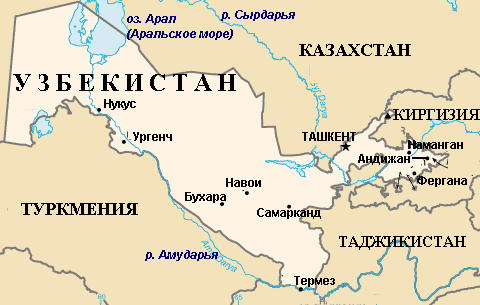 оз. Арал
(Аральское море)
р. Сырдарья
КАЗАХСТАН
УЗБЕКИСТАН
Нукус
КИРГИЗИЯ
Ургенч
ТАШКЕНТ
Наманган
Андижан
Фергана
Навои
Бухара
Самарканд
ТУРКМЕНИЯ
ТАДЖИКИСТАН
р. Амударья
Термез